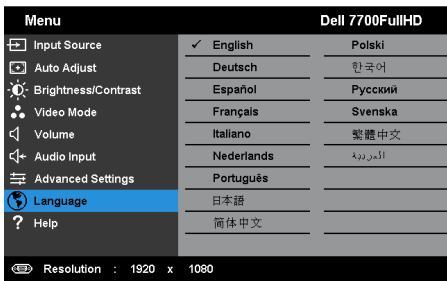 Menu Dell 7700FullHD
Input Source
Auto Adjust
Brightness/Contrast
Video Mode
Volume
Audio Input
Advanced Settings
Language
Help
✓ English
Deutsch
Español
Français
Italiano
Nederlands
Português
日本語
简体中文
Polski
한국어
Русский
Svenska
繁體中文
العربية
Resolution : 1920 x 1080